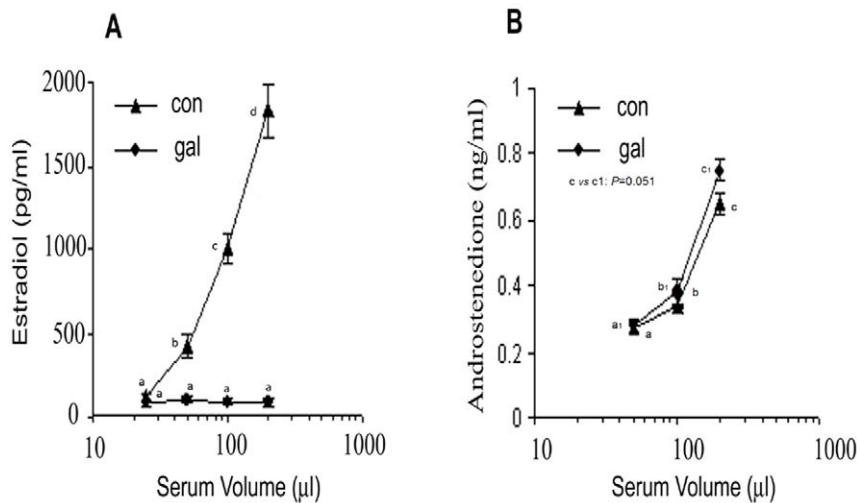 A
Estradiol (pg/ml)
2000
1500
1000
500
0
con
gal
d
c
b
a
a
a
a
a
10
100
1000
Serum Volume (µl)
B
Androstenedione (ng/ml)
1
0.8
0.6
0.4
0.2
0
con
gal
c vs c1: P=0.051
c1
c
b1
b
a1
a
10
100
1000
Serum Volume (µl)